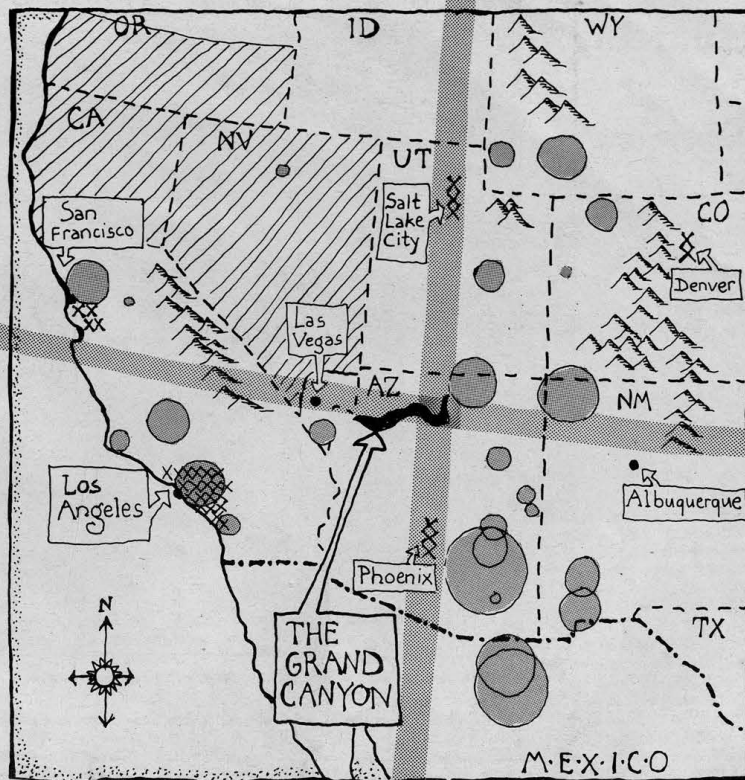 OR
ID
WY
CA
NV
UT
CO
San
Francisco
Salt
Lake
City
Denver
Las
Vegas
AZ
NM
Los
Angeles
Albuquerque
Phoenix
N
THE
GRAND
CANYON
TX
M·E·X·I·C·O